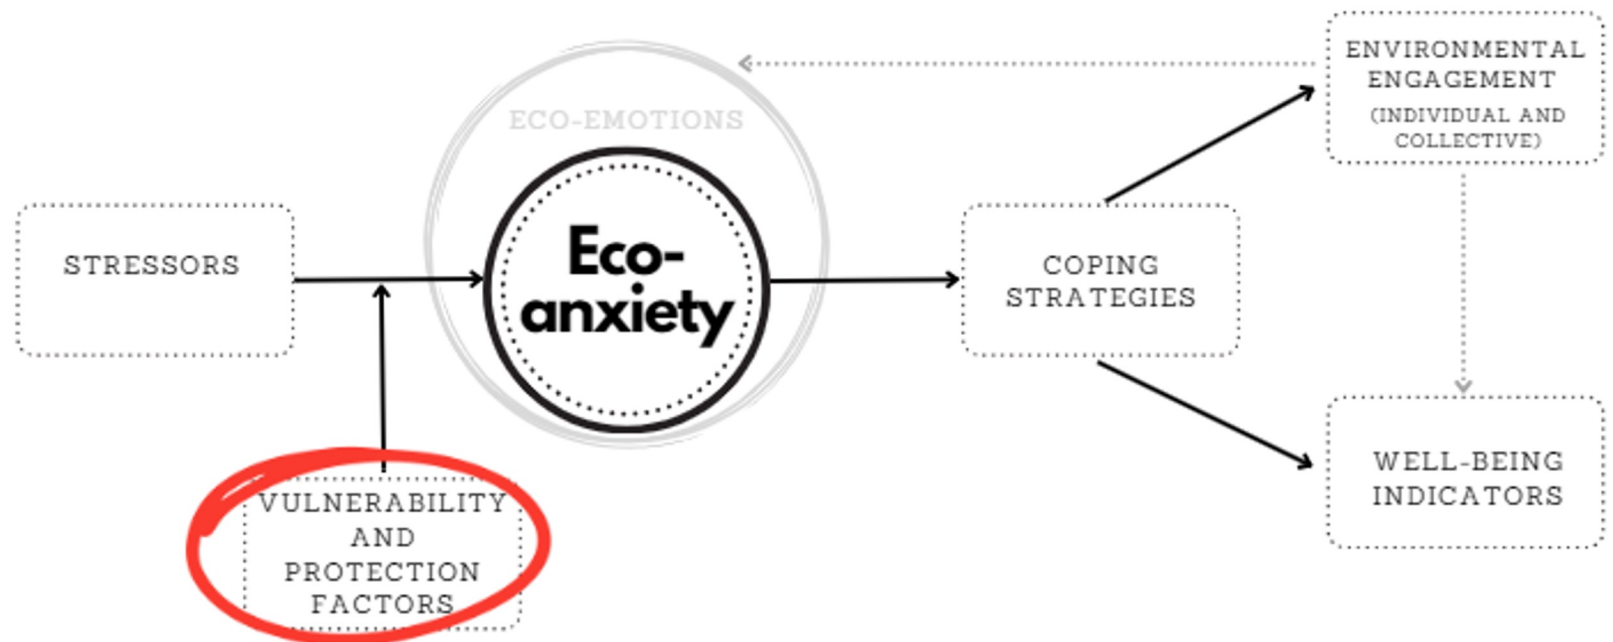 ECO-EMOTIONS
Eco-
anxiety
STRESSORS
VULNERABILITY
AND
PROTECTION
FACTORS
COPING
STRATEGIES
ENVIRONMENTAL
ENGAGEMENT
(INDIVIDUAL AND
COLLECTIVE)
WELL-BEING
INDICATORS